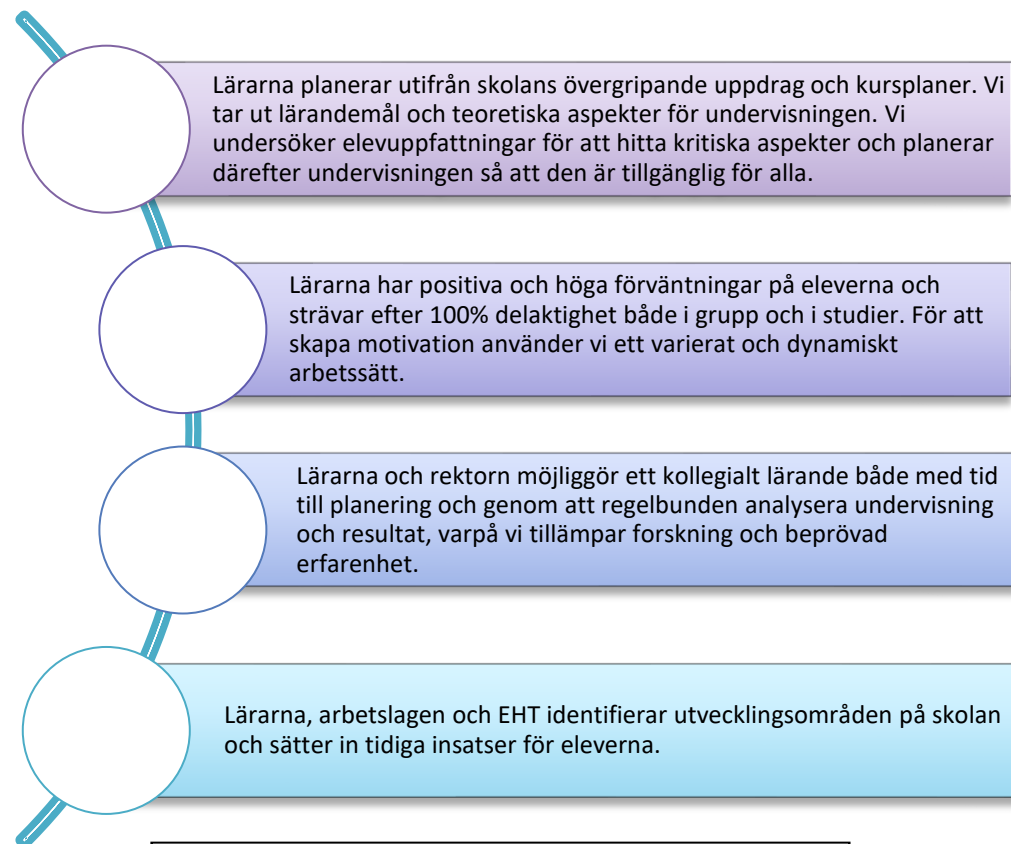 Lärarna planerar utifrån skolans övergripande uppdrag och kursplaner. Vi
tar ut lärandemål och teoretiska aspekter för undervisningen. Vi
undersöker elevuppfattningar för att hitta kritiska aspekter och planerar
därefter undervisningen så att den är tillgänglig för alla.
Lärarna har positiva och höga förväntningar på eleverna och
strävar efter 100% delaktighet både i grupp och i studier. För att
skapa motivation använder vi ett varierat och dynamiskt
arbetssätt.
Lärarna och rektorn möjliggör ett kollegialt lärande både med tid
till planering och genom att regelbunden analysera undervisning
och resultat, varpå vi tillämpar forskning och beprövad
erfarenhet.
Lärarna, arbetslagen och EHT identifierar utvecklingsområden på skolan
och sätter in tidiga insatser för eleverna.